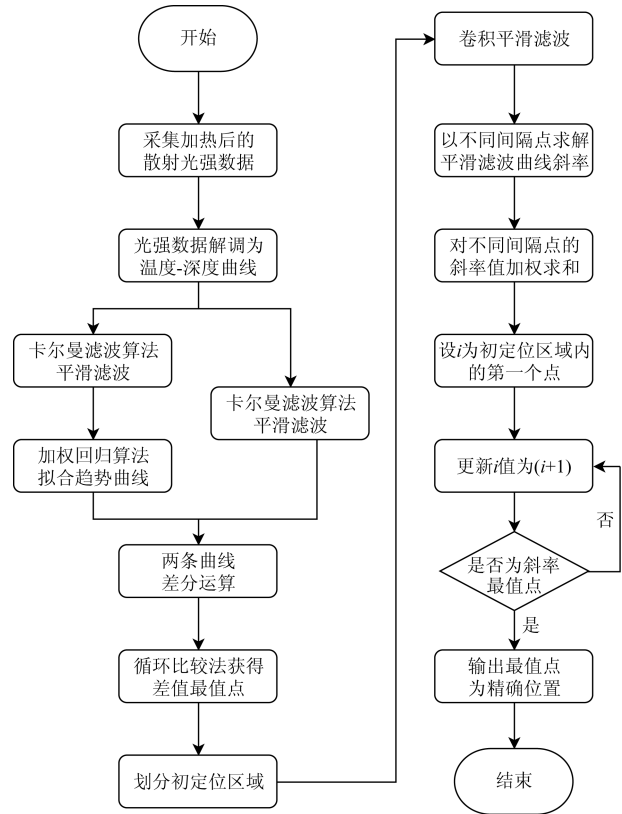 开始
采集加热后的
散射光强数据
光强数据解调为
温度-深度曲线
卡尔曼滤波算法
平滑滤波
卡尔曼滤波算法
平滑滤波
加权回归算法
拟合趋势曲线
两条曲线
差分运算
循环比较法获得
差值最值点
划分初定位区域
卷积平滑滤波
以不同间隔点求解
平滑滤波曲线斜率
对不同间隔点的
斜率值加权求和
设i为初定位区域内
的第一个点
更新i值为(i+1)
否
是否为斜率
最值点
是
输出最值点
为精确位置
结束